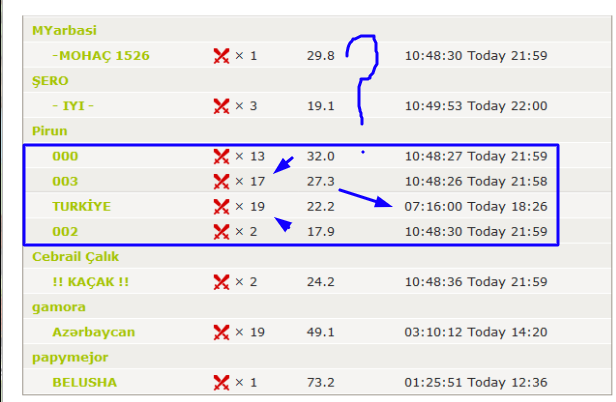 MYarbasi
-MOHAÇ 1526 × 1 29.8 10:48:30 Today 21:59
ŞERO
- IYI - × 3 19.1 10:49:53 Today 22:00
Pirun
000 × 13 32.0 10:48:27 Today 21:59
003 × 17 27.3 10:48:26 Today 21:58
TURKİYE × 19 22.2 07:16:00 Today 18:26
002 × 2 17.9 10:48:30 Today 21:59
Cebrail Çalık
!! KAÇAK !! × 2 24.2 10:48:36 Today 21:59
gamora
Azərbaycan × 19 49.1 03:10:12 Today 14:20
papymejor
BELUSHA × 1 73.2 01:25:51 Today 12:36